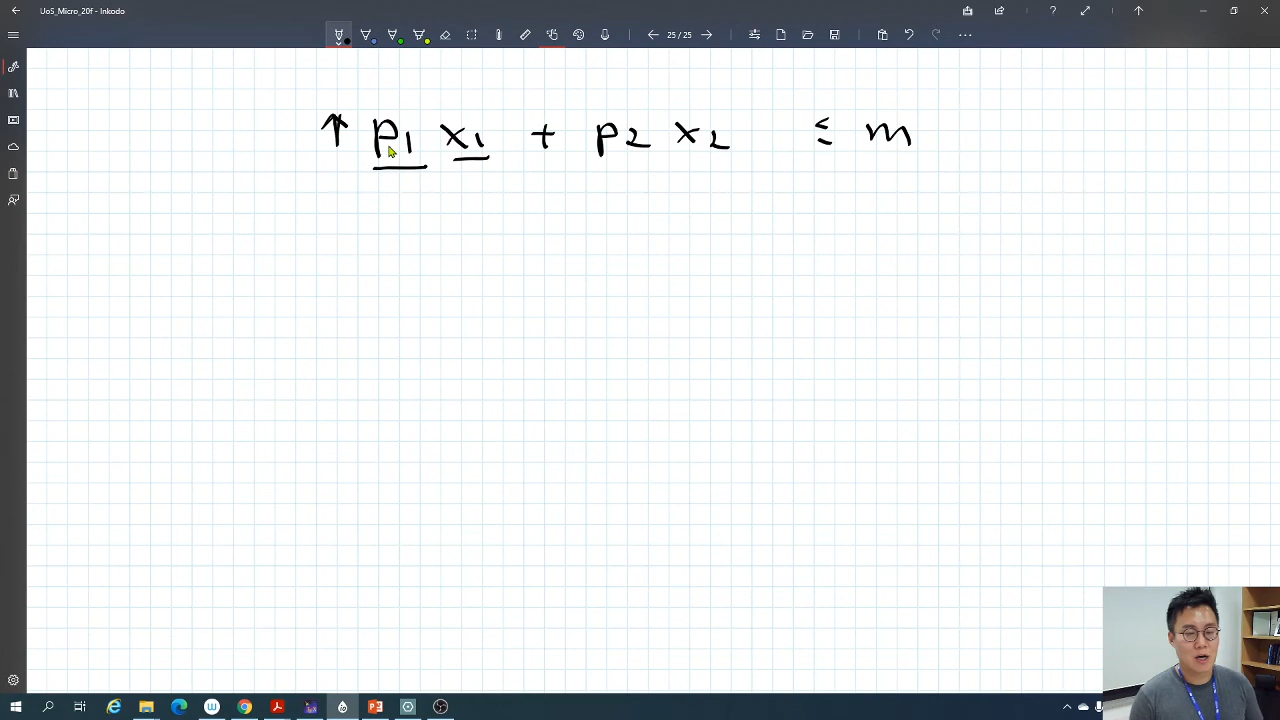 UoS_Micro_20f - Inkodo
25/25
↑ p1 x1 + p2 x2 ≤ m